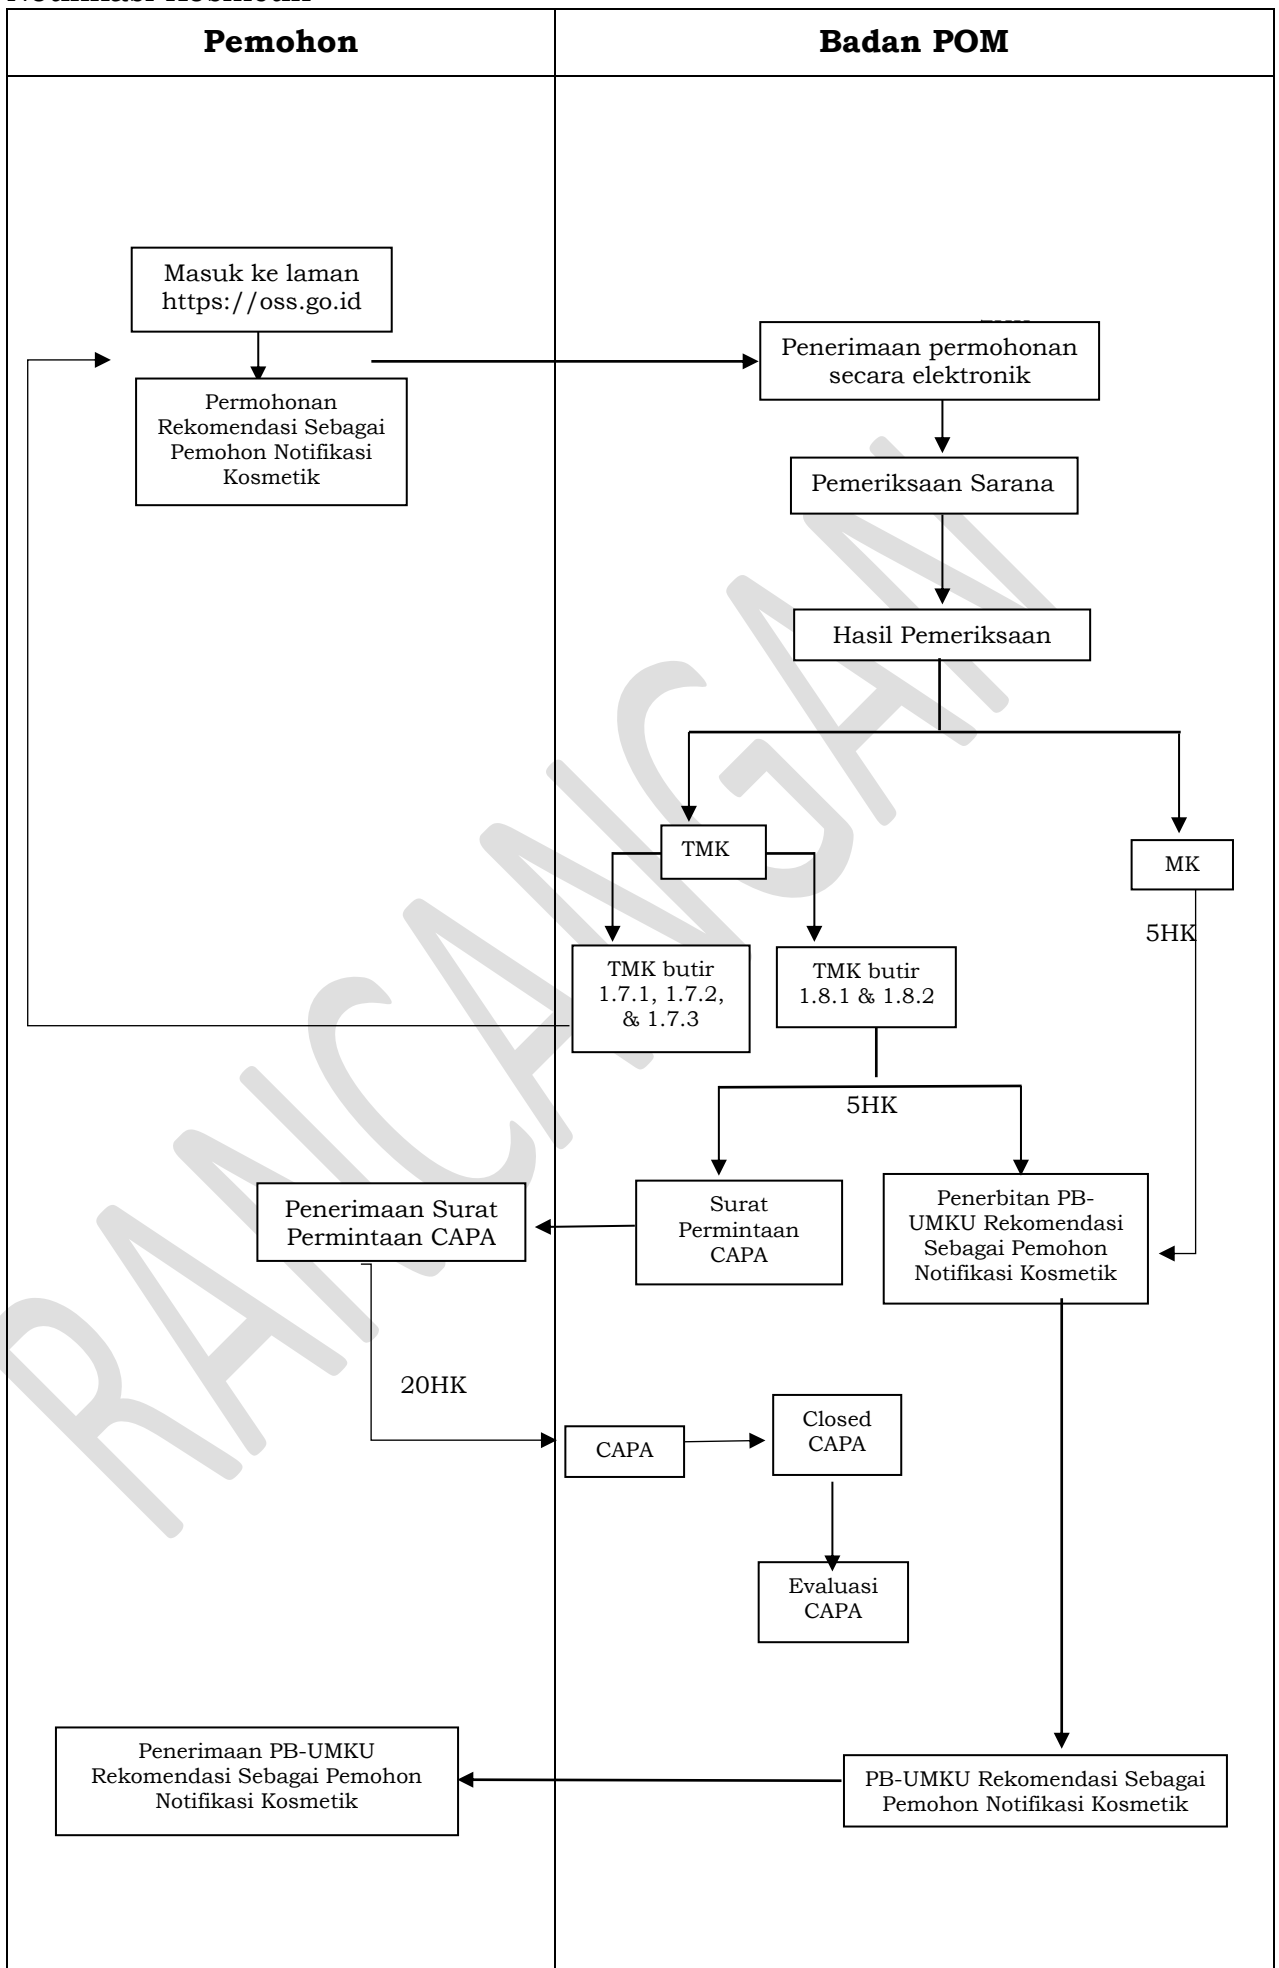 Pemohon
Badan POM
Masuk ke laman
https://oss.go.id
Penerimaan permohonan
secara elektronik
Permohonan
Rekomendasi Sebagai
Pemohon Notifikasi
Kosmetik
Pemeriksaan Sarana
Hasil Pemeriksaan
TMK
MK
5HK
TMK butir
1.7.1, 1.7.2,
& 1.7.3
TMK butir
1.8.1 & 1.8.2
5HK
Penerimaan Surat
Permintaan CAPA
Surat
Permintaan
CAPA
Penerbitan PB-
UMKU Rekomendasi
Sebagai Pemohon
Notifikasi Kosmetik
20HK
CAPA
Closed
CAPA
Evaluasi
CAPA
Penerimaan PB-UMKU
Rekomendasi Sebagai Pemohon
Notifikasi Kosmetik
PB-UMKU Rekomendasi Sebagai
Pemohon Notifikasi Kosmetik
RANCANGAN